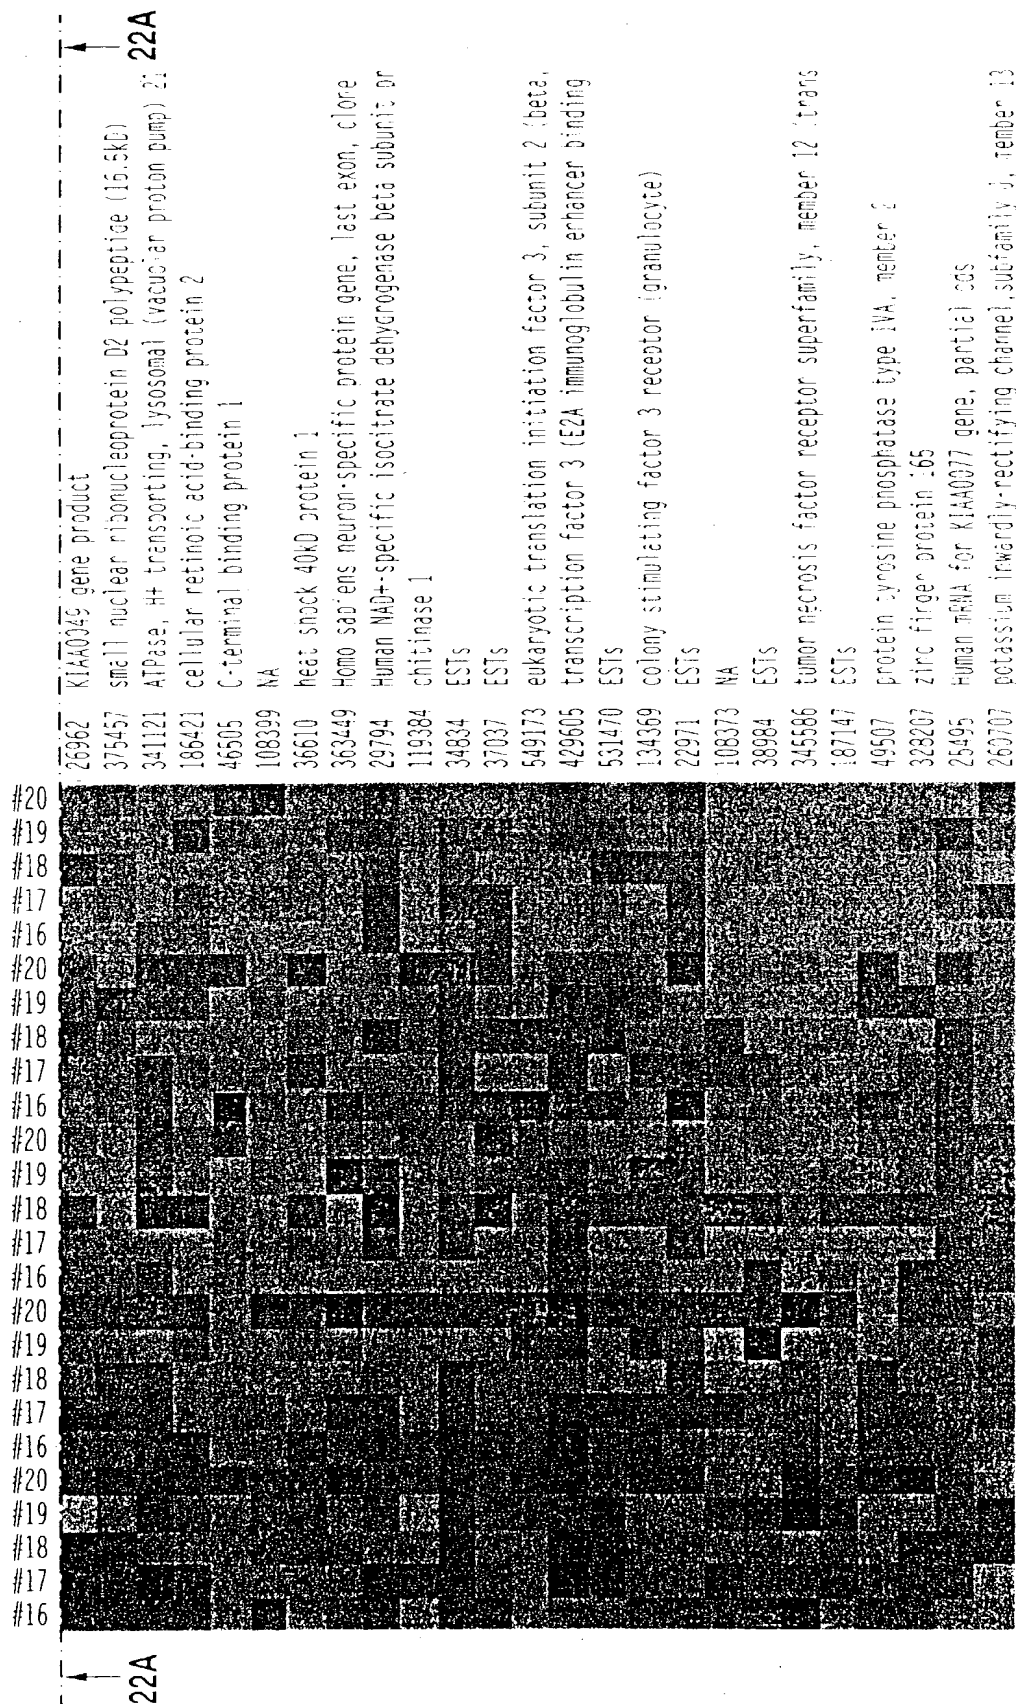 22A
#20
#19
#18
#17
#16
#20
#19
#18
#17
#16
#20
#19
#18
#17
#16
#20
#19
#18
#17
#16
#20
#19
#18
#17
#16
22A
26962 KIAA0049 gene product
375457 small nuclear ribonucleoprotein D2 polypeptide (16.5kD)
341121 ATPase, H+ transporting, lysosomal (vacuolar proton pump)
186421 cellular retinoic acid-binding protein 2
46505 C-terminal binding protein 1
108399 NA
36610 heat shock 40kD protein 1
363449 Homo sapiens neuron-specific protein gene, last exon, clone
29794 Human NAD+-specific isocitrate dehydrogenase beta subunit pr
119384 chitinase 1
34834 ESTs
37037 ESTs
549173 eukaryotic translation initiation factor 3, subunit 2 (beta,
429605 transcription factor 3 (E2A immunoglobulin enhancer binding
531470 ESTs
134369 colony stimulating factor 3 receptor (granulocyte)
22971 ESTs
108373 NA
38984 ESTs
345586 tumor necrosis factor receptor superfamily, member 12 (trans
187147 ESTs
49507 protein tyrosine phosphatase type IVA, member 2
328207 zinc finger protein 165
25495 Human mRNA for KIAA0077 gene, partial cds
260707 potassium inwardly-rectifying channel, subfamily J, member 13